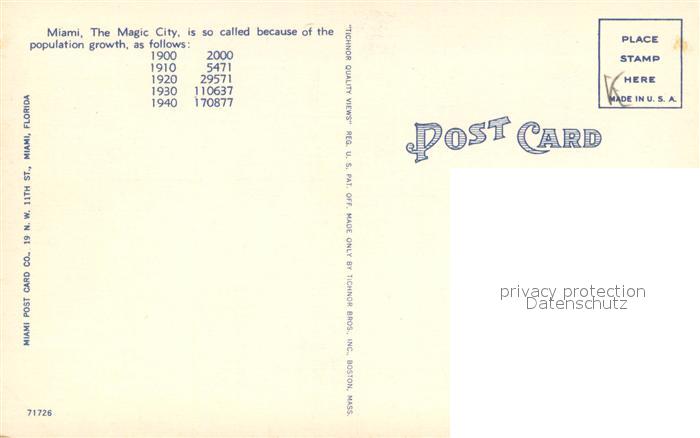 Miami, The Magic City, is so called because of the
population growth, as follows:
1900 2000
1910 5471
1920 29571
1930 110637
1940 170877
MIAMI POST CARD CO., 19 N. W. 11TH ST., MIAMI, FLORIDA
71726
"TICHNOR QUALITY VIEWS" REG. U. S. PAT. OFF. MADE ONLY BY TICHNOR BROS., INC., BOSTON, MASS.
PLACE
STAMP
HERE
MADE IN U. S. A.
POST CARD
privacy protection
Datenschutz